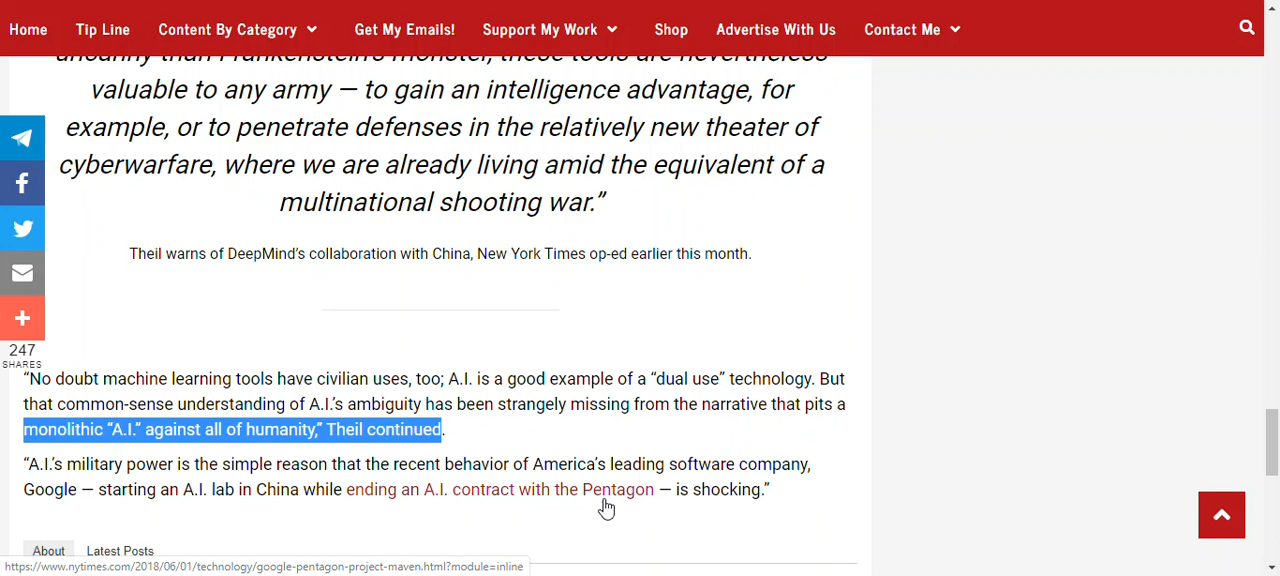 Home Tip Line Content By Category Get My Emails! Support My Work Shop Advertise With Us Contact Me
uncanny than Frankenstein's monster, these tools are nevertheless
valuable to any army — to gain an intelligence advantage, for
example, or to penetrate defenses in the relatively new theater of
cyberwarfare, where we are already living amid the equivalent of a
multinational shooting war.”
Theil warns of DeepMind’s collaboration with China, New York Times op-ed earlier this month.
247
SHARES
“No doubt machine learning tools have civilian uses, too; A.I. is a good example of a “dual use” technology. But
that common-sense understanding of A.I.’s ambiguity has been strangely missing from the narrative that pits a
monolithic “A.I.” against all of humanity,” Theil continued.
“A.I.’s military power is the simple reason that the recent behavior of America’s leading software company,
Google — starting an A.I. lab in China while ending an A.I. contract with the Pentagon — is shocking.”
About Latest Posts
https://www.nytimes.com/2018/06/01/technology/google-pentagon-project-maven.html?module=inline